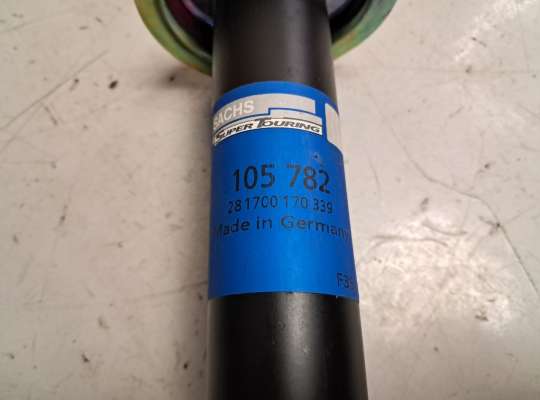 SACHS
SUPER TOURING
105 782
281700 170 339
Made in Germany